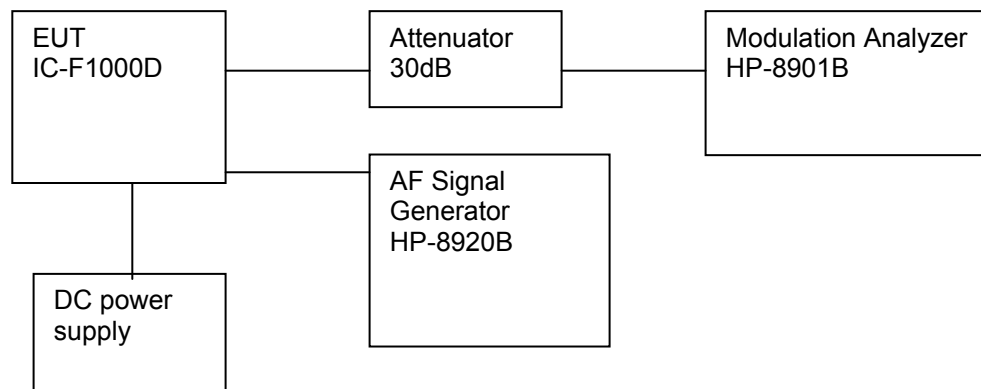 EUT
IC-F1000D
Attenuator
30dB
Modulation Analyzer
HP-8901B
AF Signal
Generator
HP-8920B
DC power
supply